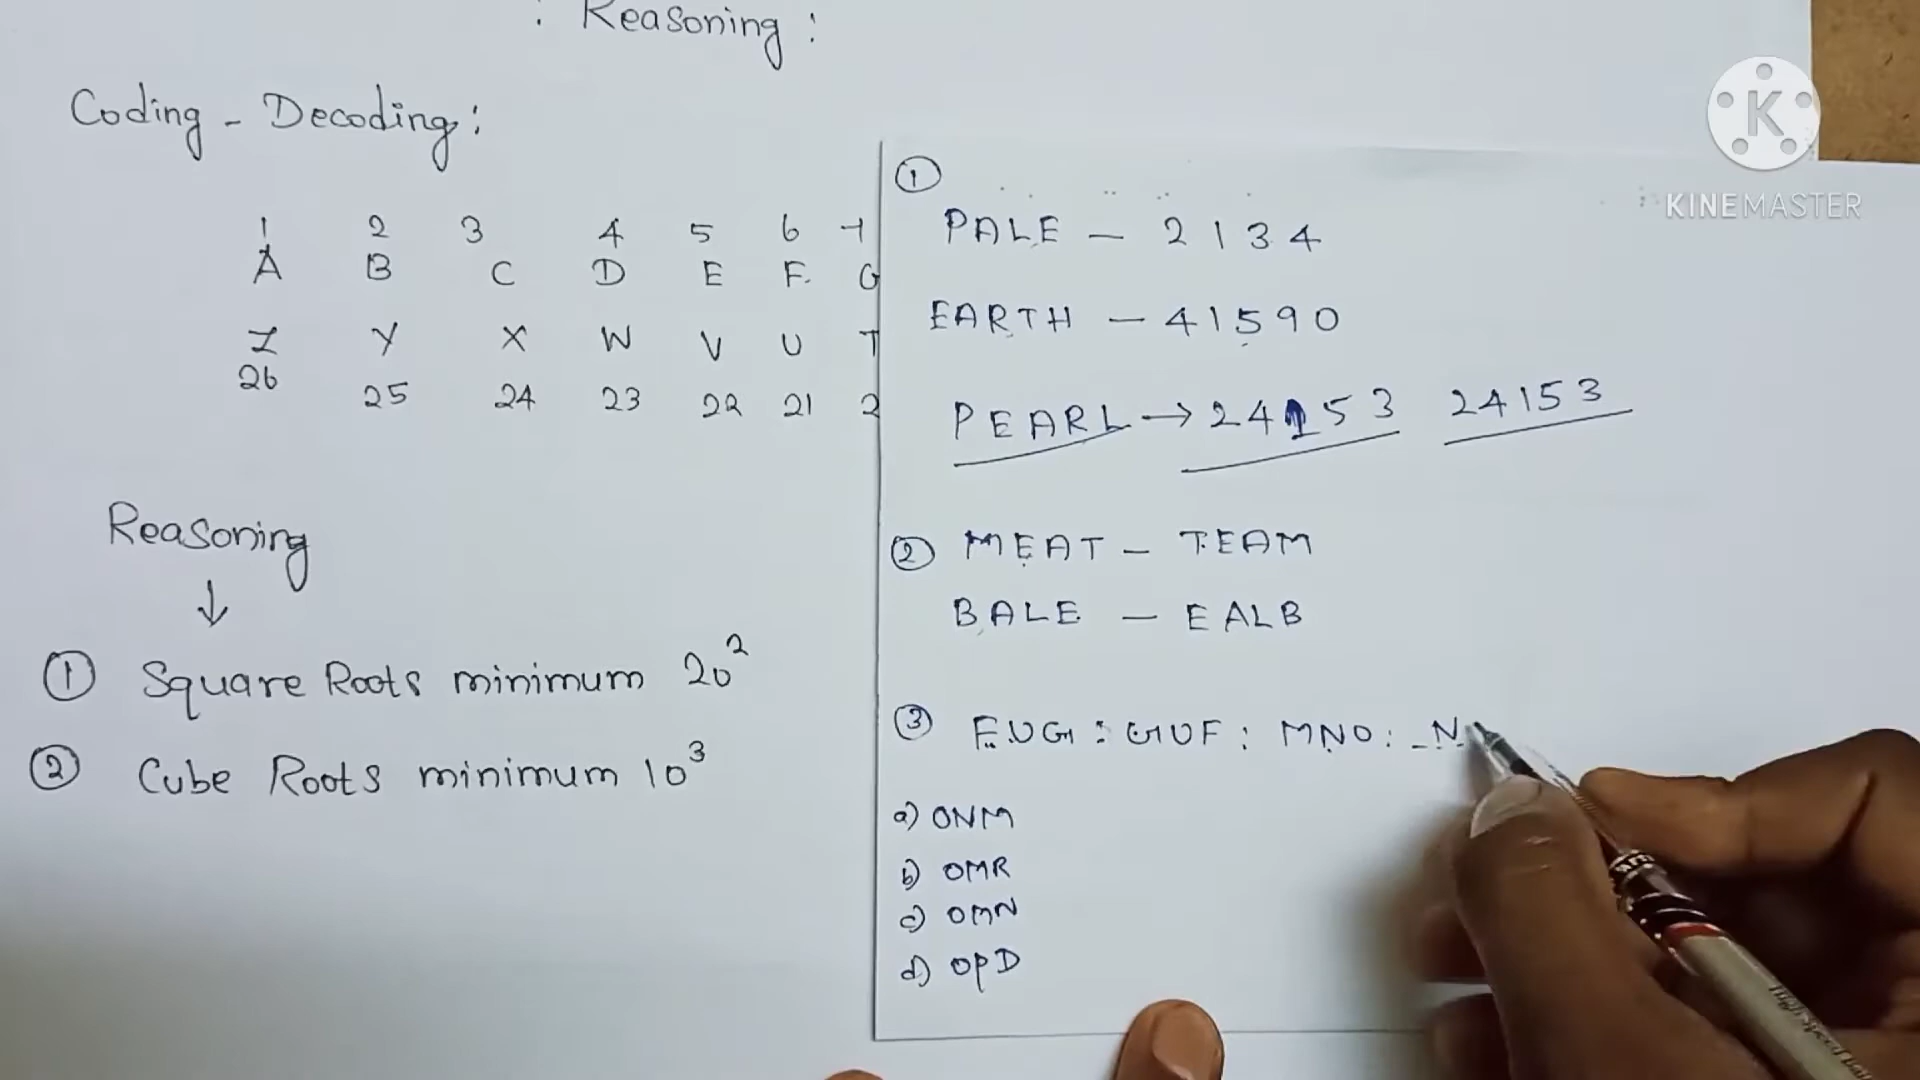 : Reasoning :
Coding - Decoding :
1 2 3 4 5 6 7
A B C D E F. G
Z Y X W V U T
26 25 24 23 22 21 2
Reasoning
↓
① Square Roots minimum 20²
② Cube Roots minimum 10³
①
PALE - 2134
EARTH - 41590
PEARL → 24153 24153
② MEAT - TEAM
BALE - EALB
③ FUG : GUF : MNO : _N
a) ONM
b) OMR
c) OMN
d) OPD
K
KINEMASTER